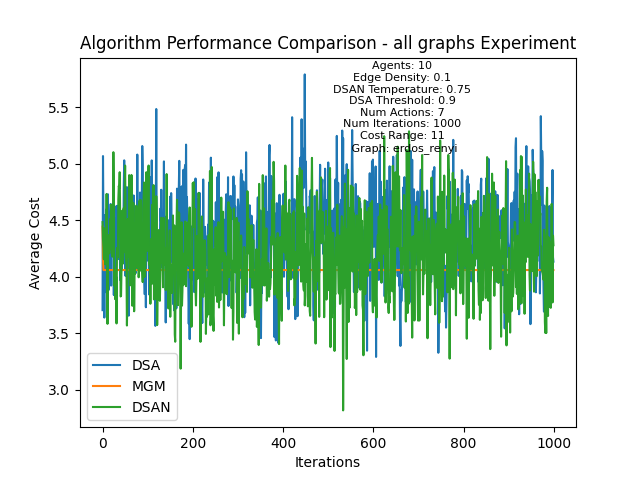 Algorithm Performance Comparison - all graphs Experiment
Agents: 10
Edge Density: 0.1
DSAN Temperature: 0.75
DSA Threshold: 0.9
Num Actions: 7
Num Iterations: 1000
Cost Range: 11
Graph: erdos_renyi
Average Cost
5.5
5.0
4.5
4.0
3.5
3.0
DSA
MGM
DSAN
0
200
400
600
800
1000
Iterations